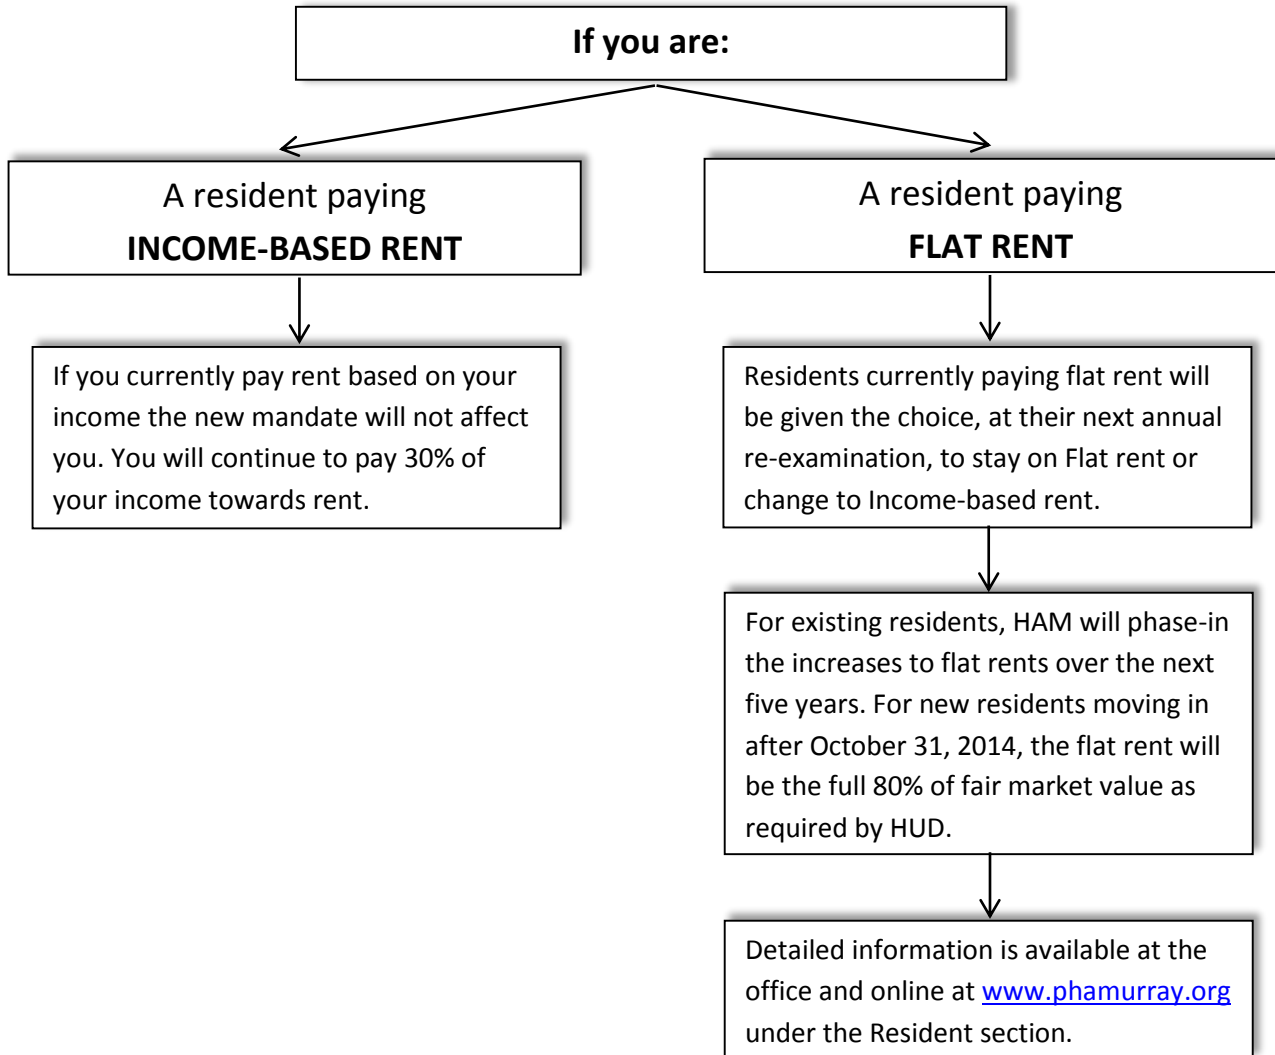 If you are:
A resident paying
INCOME-BASED RENT
If you currently pay rent based on your
income the new mandate will not affect
you. You will continue to pay 30% of
your income towards rent.
A resident paying
FLAT RENT
Residents currently paying flat rent will
be given the choice, at their next annual
re-examination, to stay on Flat rent or
change to Income-based rent.
For existing residents, HAM will phase-in
the increases to flat rents over the next
five years. For new residents moving in
after October 31, 2014, the flat rent will
be the full 80% of fair market value as
required by HUD.
Detailed information is available at the
office and online at www.phamurray.org
under the Resident section.